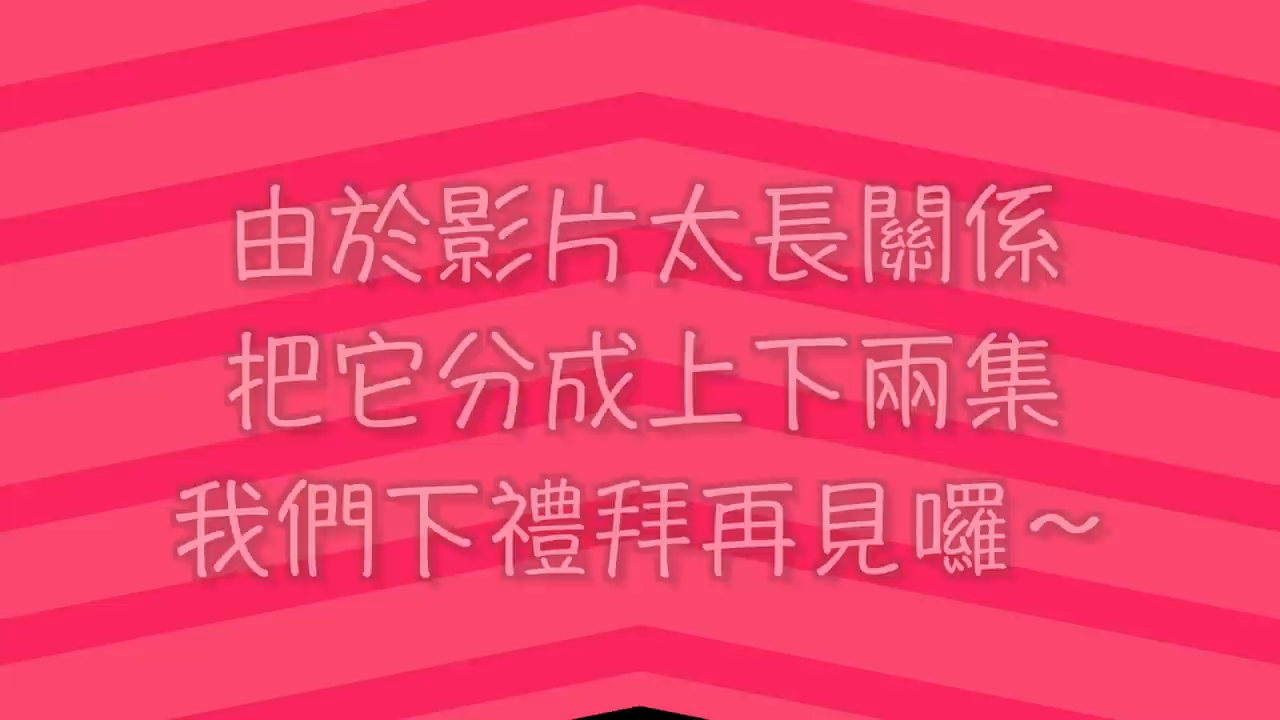 由於影片太長關係
把它分成上下兩集
我們下禮拜再見囉～